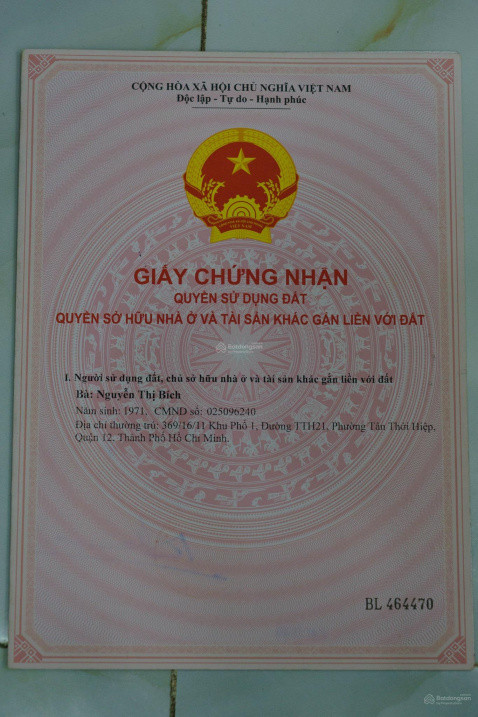 CỘNG HÒA XÃ HỘI CHỦ NGHĨA VIỆT NAM
Độc lập - Tự do - Hạnh phúc
VIỆT NAM
GIẤY CHỨNG NHẬN
QUYỀN SỬ DỤNG ĐẤT
QUYỀN SỞ HỮU NHÀ Ở VÀ TÀI SẢN KHÁC GẮN LIỀN VỚI ĐẤT
Batdongsan
I. Người sử dụng đất, chủ sở hữu nhà ở và tài sản khác gắn liền với đất
Bà: Nguyễn Thị Bích
Năm sinh: 1971, CMND số: 025096240
Địa chỉ thường trú: 369/16/11 Khu Phố 1, Đường TTH21, Phường Tân Thới Hiệp,
Quận 12, Thành Phố Hồ Chí Minh.
BL 464470
Batdongsan